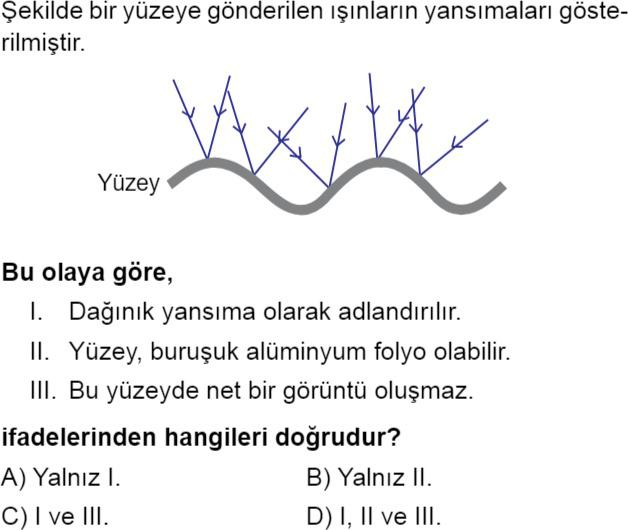 Şekilde bir yüzeye gönderilen ışınların yansımaları göste-
rilmiştir.
Yüzey
Bu olaya göre,
I. Dağınık yansıma olarak adlandırılır.
II. Yüzey, buruşuk alüminyum folyo olabilir.
III. Bu yüzeyde net bir görüntü oluşmaz.
ifadelerinden hangileri doğrudur?
A) Yalnız I. B) Yalnız II.
C) I ve III. D) I, II ve III.